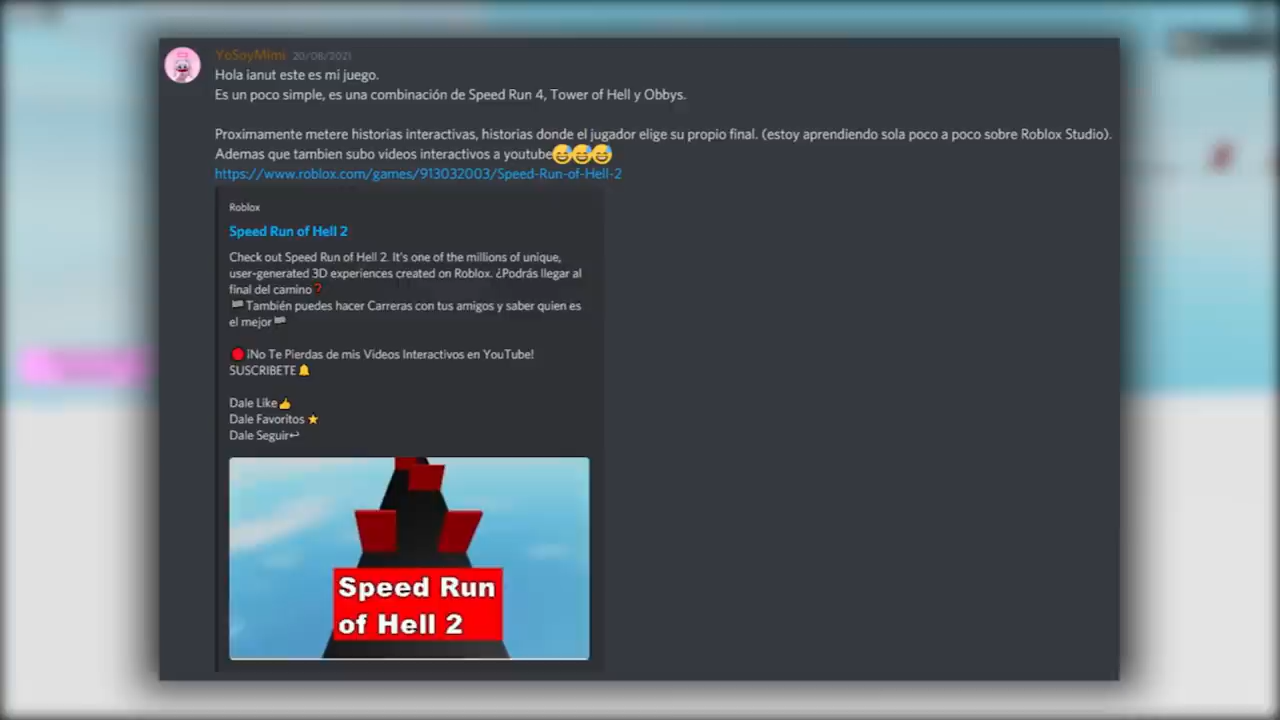 YoSoyMimi 20/08/2021
Hola ianut este es mi juego.
Es un poco simple, es una combinación de Speed Run 4, Tower of Hell y Obbys.
Proximamente metere historias interactivas, historias donde el jugador elige su propio final. (estoy aprendiendo sola poco a poco sobre Roblox Studio).
Ademas que tambien subo videos interactivos a youtube😅😅😅
https://www.roblox.com/games/913032003/Speed-Run-of-Hell-2
Roblox
Speed Run of Hell 2
Check out Speed Run of Hell 2. It's one of the millions of unique,
user-generated 3D experiences created on Roblox. ¿Podrás llegar al
final del camino❓
🏴También puedes hacer Carreras con tus amigos y saber quien es
el mejor🏴
🔴¡No Te Pierdas de mis Videos Interactivos en YouTube!
SUSCRIBETE🔔
Dale Like👍
Dale Favoritos ⭐
Dale Seguir↩
Speed Run
of Hell 2